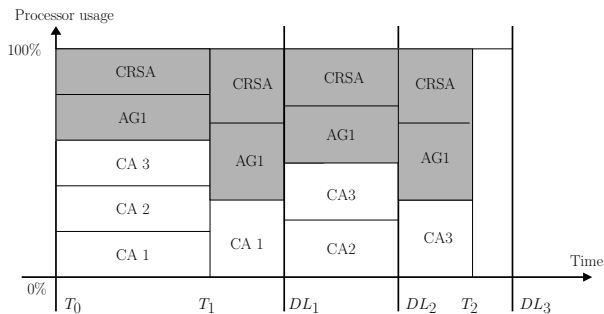 Processor usage
100%
CRSA
CRSA
CRSA
CRSA
AG1
AG1
AG1
AG1
CA 3
CA 2
CA 1
CA 1
CA3
CA2
CA3
Time
0%
T0
T1
DL1
DL2
T2
DL3